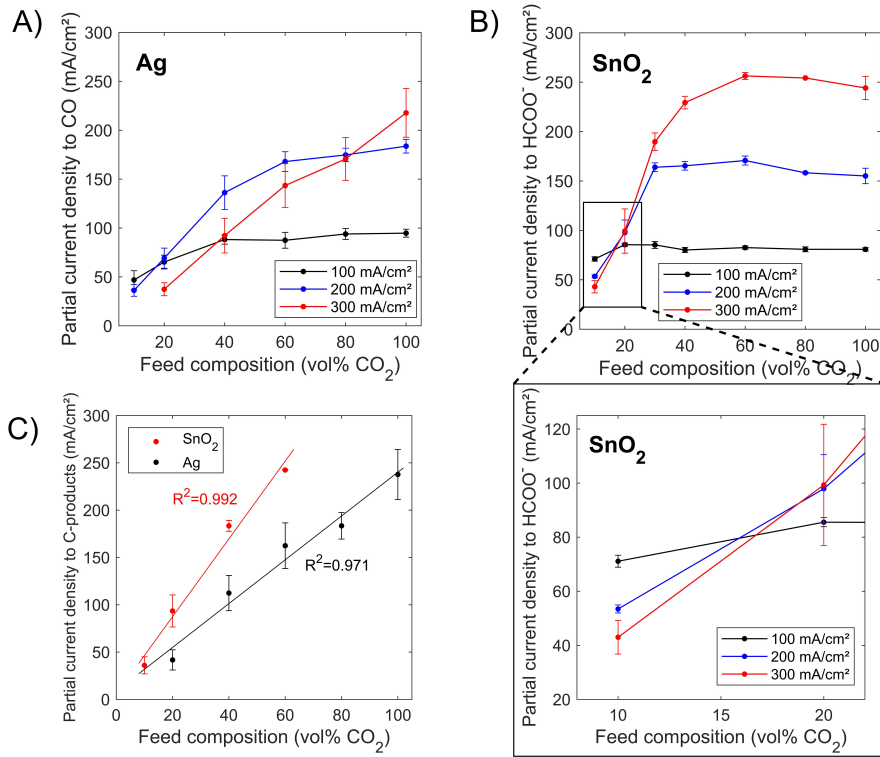 A)
Ag
Partial current density to CO (mA/cm²)
300
250
200
150
100
50
0
20
40
60
80
100
Feed composition (vol% CO₂)
100 mA/cm²
200 mA/cm²
300 mA/cm²
B)
SnO₂
Partial current density to HCOO⁻ (mA/cm²)
300
250
200
150
100
50
0
20
40
60
80
100
Feed composition (vol% CO₂)
100 mA/cm²
200 mA/cm²
300 mA/cm²
C)
Partial current density to C-products (mA/cm²)
300
250
200
150
100
50
0
0
20
40
60
80
100
Feed composition (vol% CO₂)
SnO₂
Ag
R²=0.992
R²=0.971
SnO₂
Partial current density to HCOO⁻ (mA/cm²)
120
100
80
60
40
20
10
15
20
Feed composition (vol% CO₂)
100 mA/cm²
200 mA/cm²
300 mA/cm²